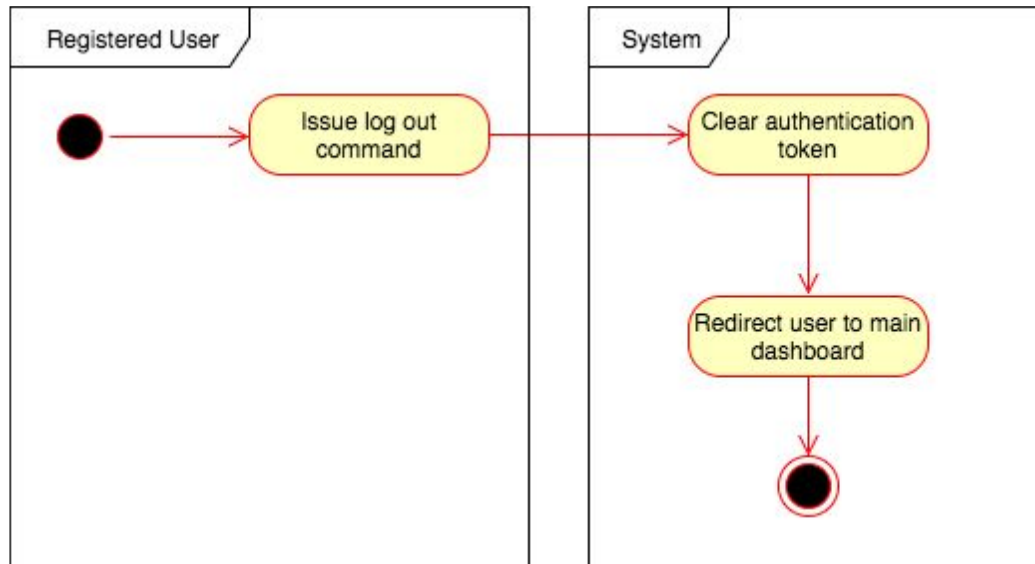 Registered User
System
Issue log out
command
Clear authentication
token
Redirect user to main
dashboard